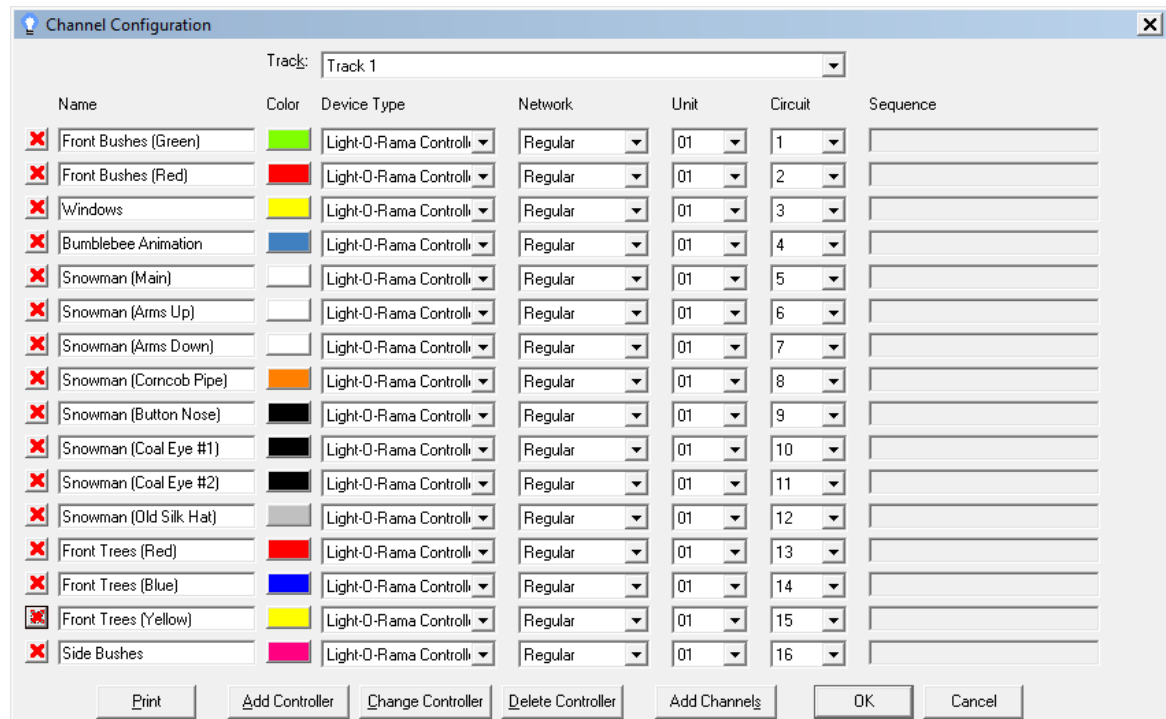 Channel Configuration
Track: Track 1
Name Color Device Type Network Unit Circuit Sequence
Front Bushes (Green) Light-O-Rama Controll Regular 01 1
Front Bushes (Red) Light-O-Rama Controll Regular 01 2
Windows Light-O-Rama Controll Regular 01 3
Bumblebee Animation Light-O-Rama Controll Regular 01 4
Snowman (Main) Light-O-Rama Controll Regular 01 5
Snowman (Arms Up) Light-O-Rama Controll Regular 01 6
Snowman (Arms Down) Light-O-Rama Controll Regular 01 7
Snowman (Corncob Pipe) Light-O-Rama Controll Regular 01 8
Snowman (Button Nose) Light-O-Rama Controll Regular 01 9
Snowman (Coal Eye #1) Light-O-Rama Controll Regular 01 10
Snowman (Coal Eye #2) Light-O-Rama Controll Regular 01 11
Snowman (Old Silk Hat) Light-O-Rama Controll Regular 01 12
Front Trees (Red) Light-O-Rama Controll Regular 01 13
Front Trees (Blue) Light-O-Rama Controll Regular 01 14
Front Trees (Yellow) Light-O-Rama Controll Regular 01 15
Side Bushes Light-O-Rama Controll Regular 01 16
Print Add Controller Change Controller Delete Controller Add Channels OK Cancel